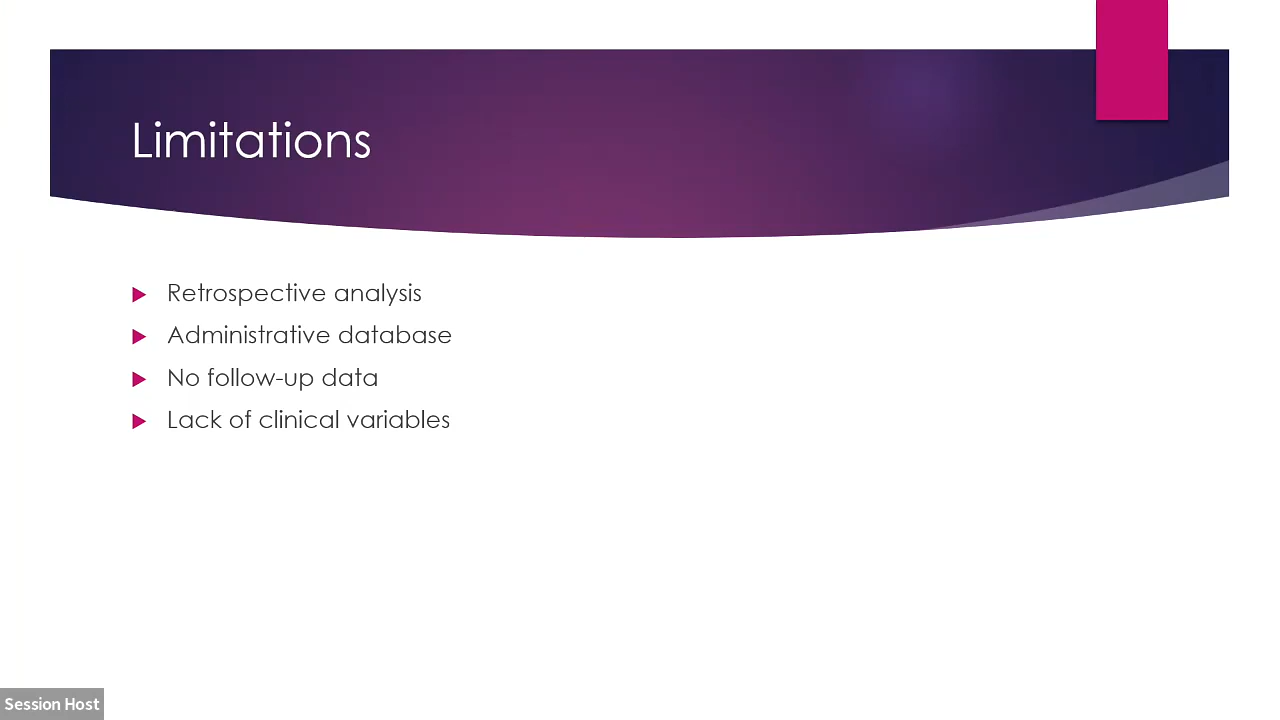 Limitations
Retrospective analysis
Administrative database
No follow-up data
Lack of clinical variables
Session Host